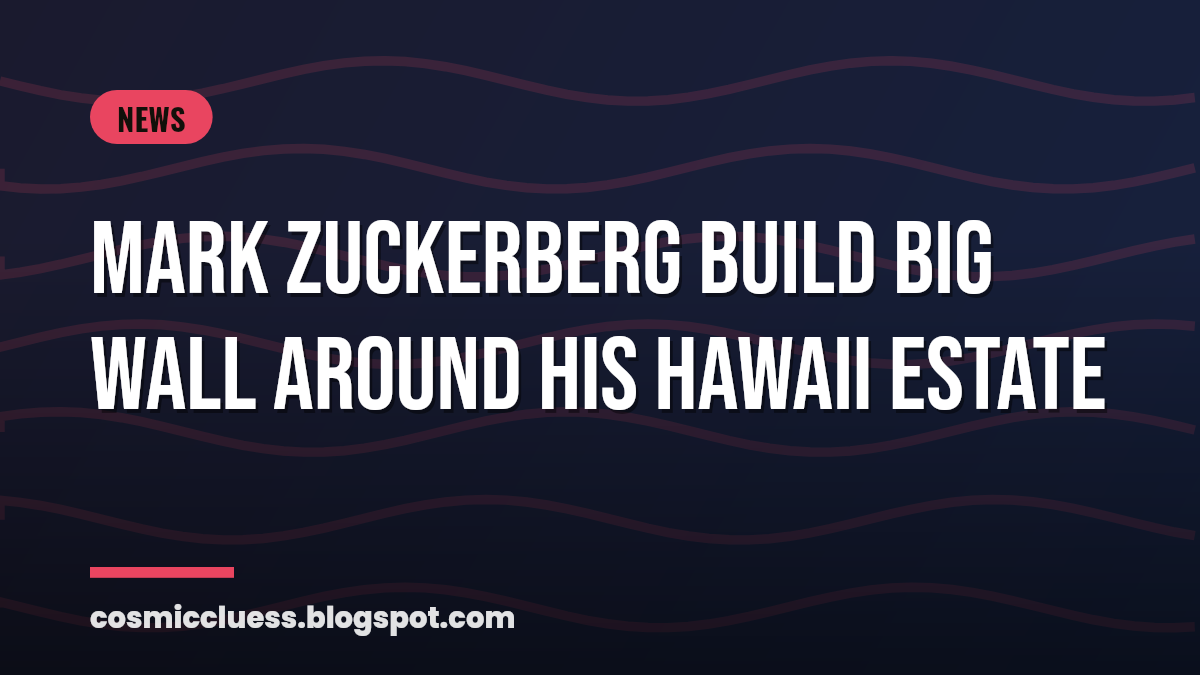 NEWS
MARK ZUCKERBERG BUILD BIG
WALL AROUND HIS HAWAII ESTATE
cosmiccluess.blogspot.com